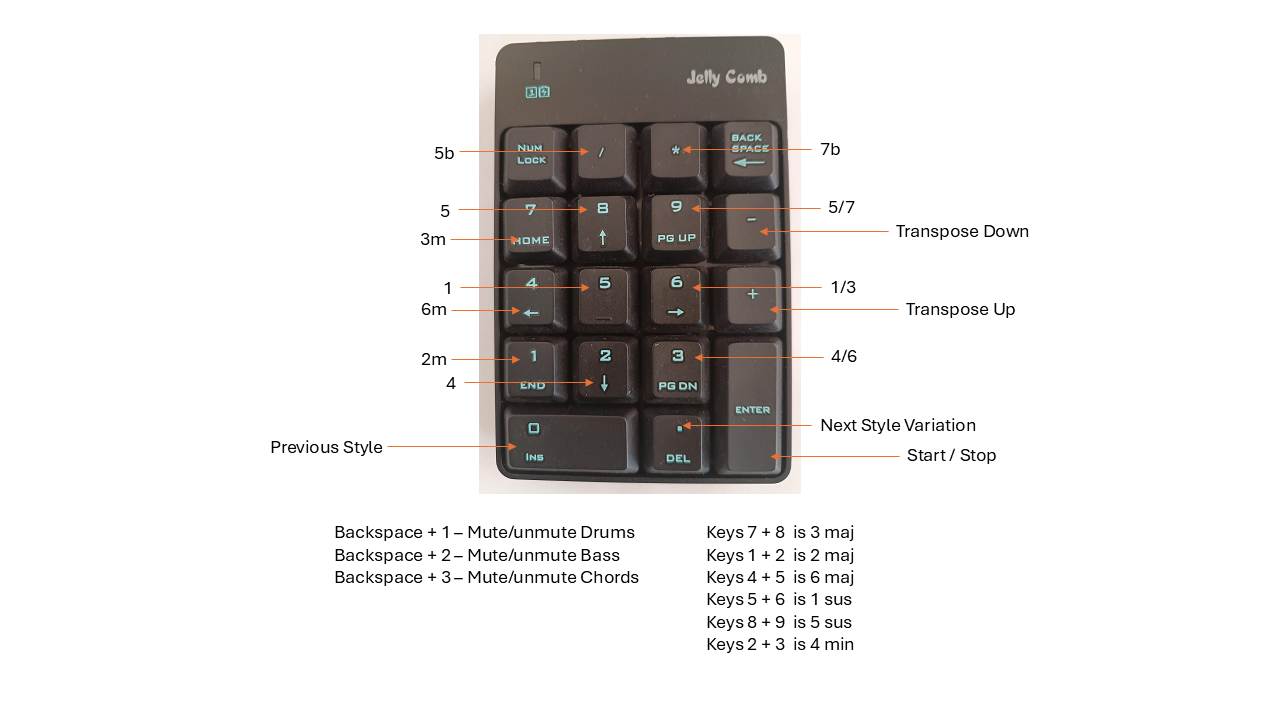 Jelly Comb
NUM LOCK / * BACK SPACE
5b 7b
7 8 9 -
5 5/7
3m HOME PG UP Transpose Down
4 5 6 +
1 1/3
6m Transpose Up
1 2 3
2m 4/6
4 END PG DN
ENTER
0 . Next Style Variation
Previous Style
INS DEL Start / Stop
Backspace + 1 – Mute/unmute Drums
Backspace + 2 – Mute/unmute Bass
Backspace + 3 – Mute/unmute Chords
Keys 7 + 8 is 3 maj
Keys 1 + 2 is 2 maj
Keys 4 + 5 is 6 maj
Keys 5 + 6 is 1 sus
Keys 8 + 9 is 5 sus
Keys 2 + 3 is 4 min